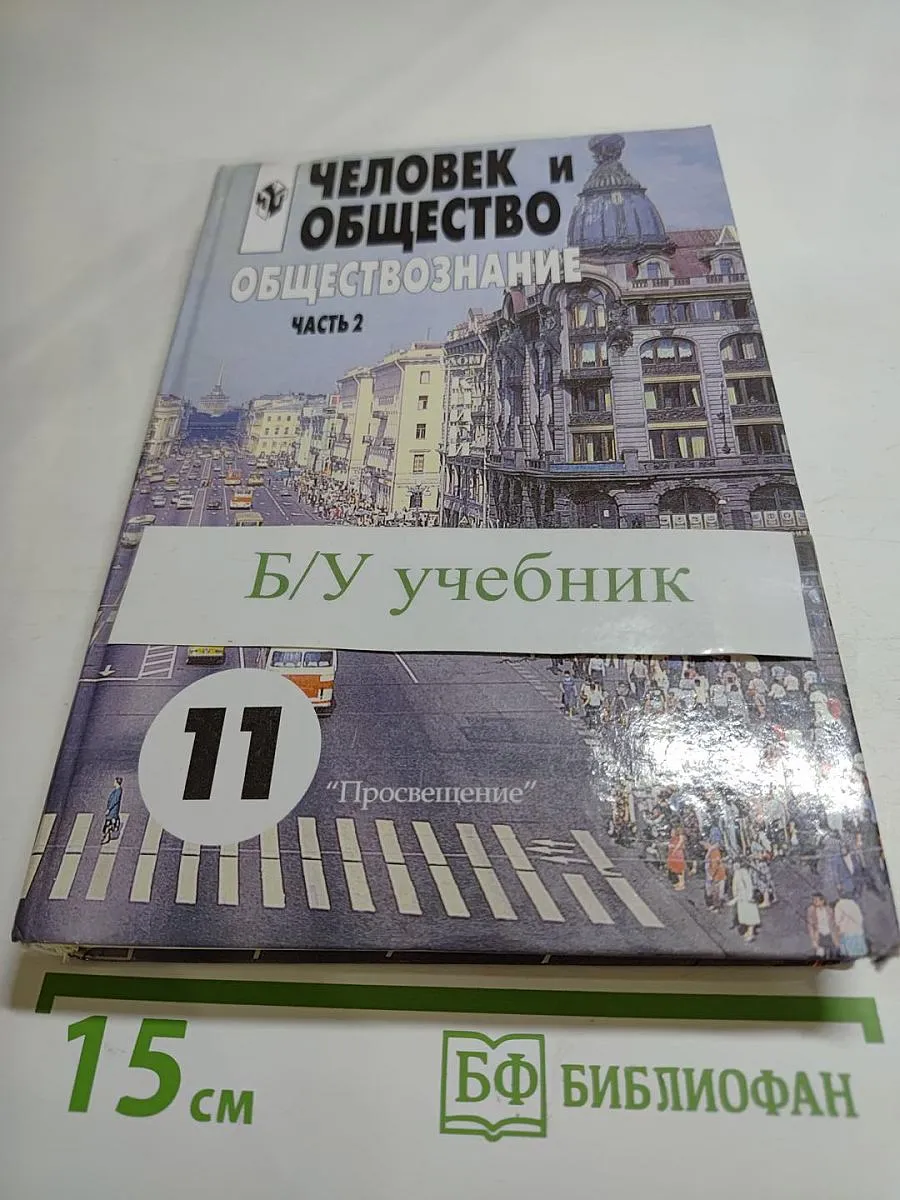 ЧЕЛОВЕК и
ОБЩЕСТВО
ОБЩЕСТВОЗНАНИЕ
ЧАСТЬ 2
Б/У учебник
11
"Просвещение"
15 см
БФ БИБЛИОФАН